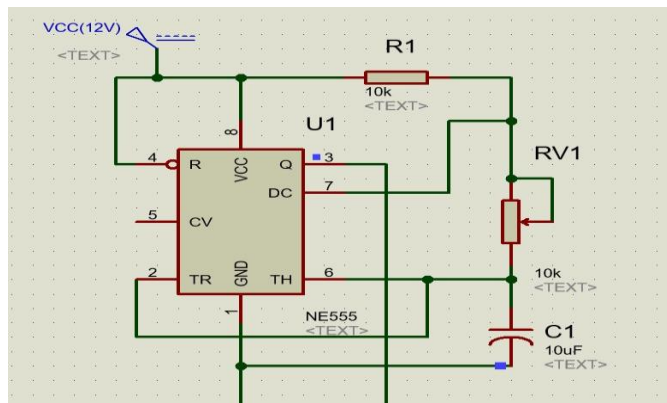 VCC(12V)
<TEXT>
R1
10k
<TEXT>
U1
8
VCC
4
R
Q
3
DC
7
RV1
5
CV
2
TR
GND
TH
6
10k
<TEXT>
1
NE555
<TEXT>
C1
10uF
<TEXT>